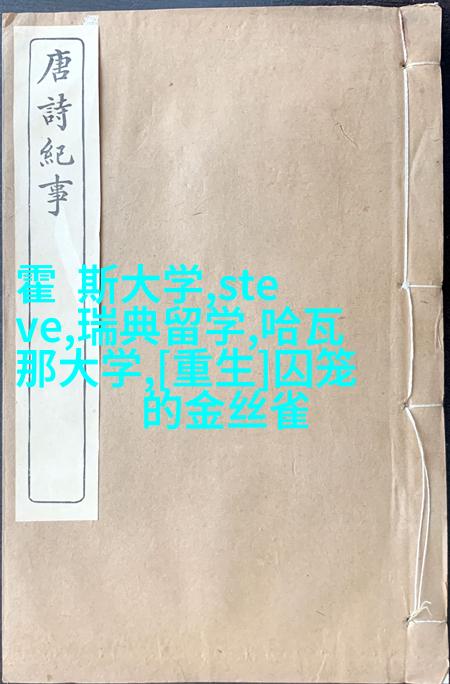 唐詩紀事
霍 斯大学,ste
ve,瑞典留学,哈瓦
那大学,[重生]囚笼
的金丝雀